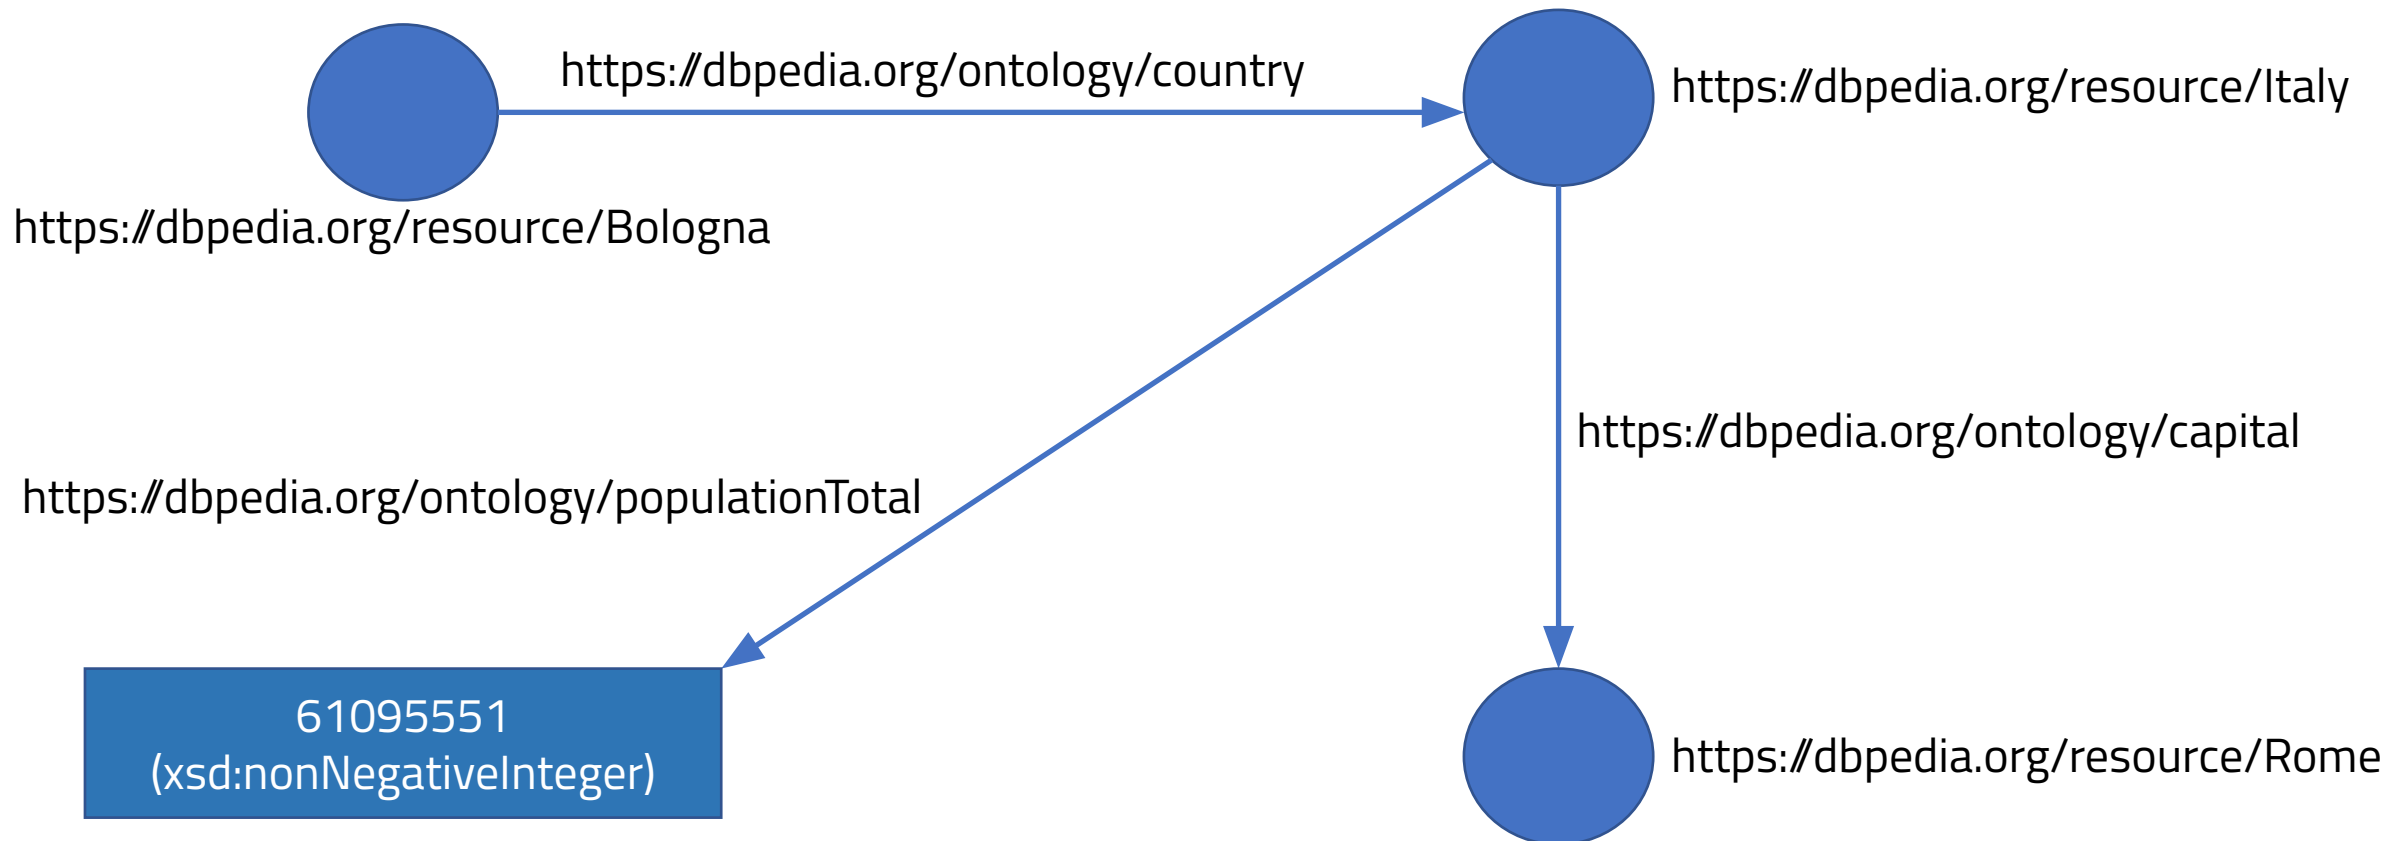 https://dbpedia.org/ontology/country
https://dbpedia.org/resource/Italy
https://dbpedia.org/resource/Bologna
https://dbpedia.org/ontology/capital
https://dbpedia.org/ontology/populationTotal
61095551
(xsd:nonNegativeInteger)
https://dbpedia.org/resource/Rome